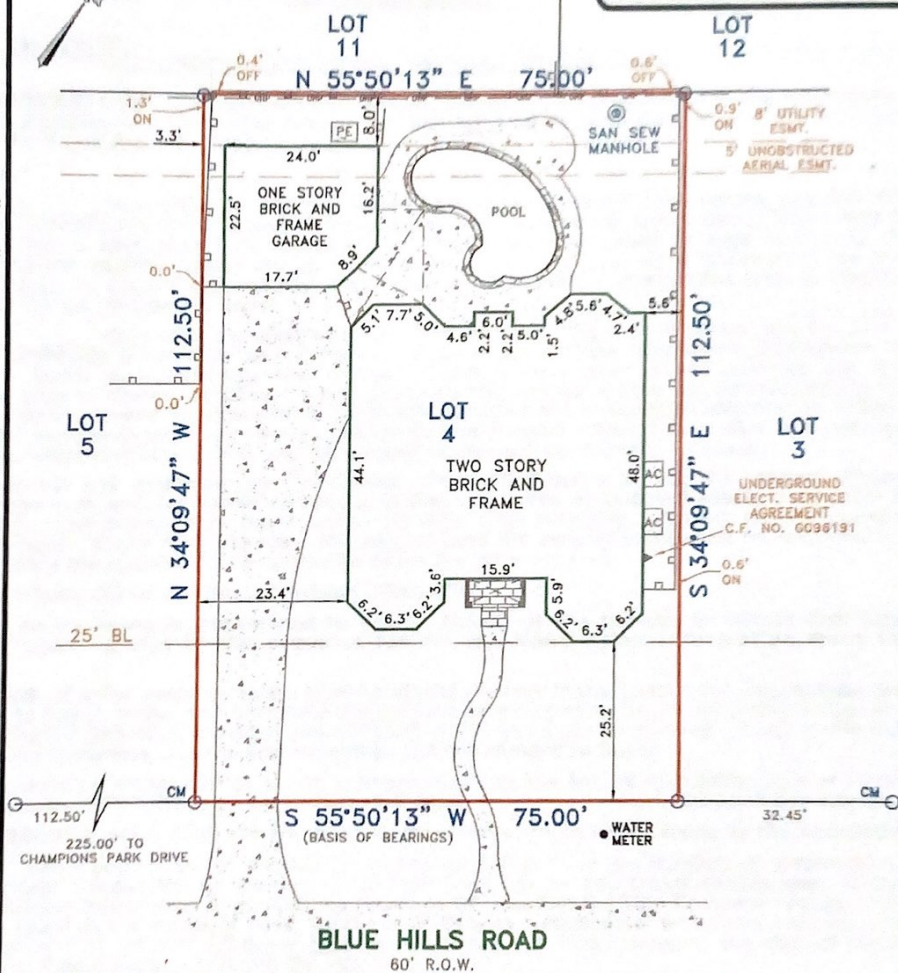 LOT
11
LOT
12
0.4'
OFF
N 55°50'13" E 75.00'
0.6'
OFF
1.3'
ON
0.9'
ON
8' UTILITY
ESMT.
5' UNOBSTRUCTED
AERIAL ESMT.
3.3'
PE
8.0'
SAN SEW
MANHOLE
24.0'
22.5'
ONE STORY
BRICK AND
FRAME
GARAGE
16.2'
8.9'
17.7'
POOL
0.0'
0.0'
N 34°09'47" W 112.50'
S 34°09'47" E 112.50'
5.1'
7.7'
5.0'
4.6'
2.2'
6.0'
2.2'
5.0'
1.5'
4.8'
5.6'
4.7'
2.4'
5.6'
LOT
5
LOT
4
LOT
3
44.1'
TWO STORY
BRICK AND
FRAME
48.0'
AC
AC
UNDERGROUND
ELECT. SERVICE
AGREEMENT
C.F. NO. G096191
0.6'
ON
23.4'
6.2'
6.3'
6.2'
3.6'
15.9'
5.9'
6.2'
6.3'
6.2'
25' BL
25.2'
CM
CM
112.50'
225.00' TO
CHAMPIONS PARK DRIVE
S 55°50'13" W 75.00'
(BASIS OF BEARINGS)
32.45'
WATER
METER
BLUE HILLS ROAD
60' R.O.W.